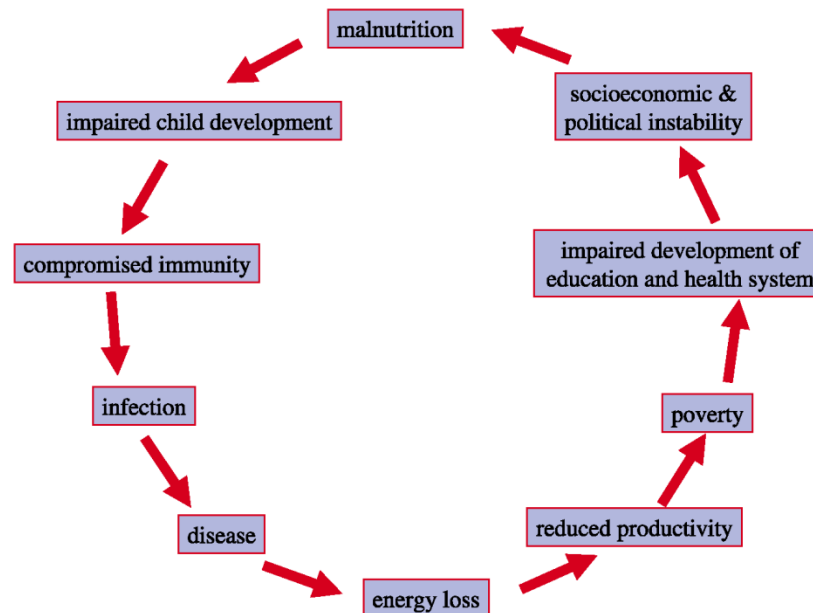 malnutrition
impaired child development
compromised immunity
infection
disease
energy loss
reduced productivity
poverty
impaired development of
education and health system
socioeconomic &
political instability